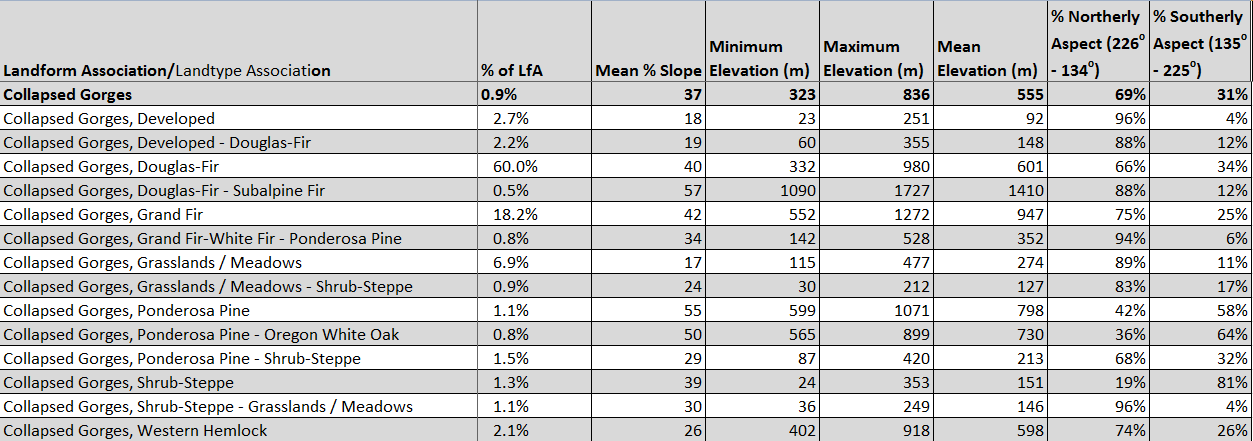 Landform Association/Landtype Association % of LfA Mean % Slope Minimum Elevation (m) Maximum Elevation (m) Mean Elevation (m) % Northerly Aspect (226° - 134°) % Southerly Aspect (135° - 225°)
Collapsed Gorges 0.9% 37 323 836 555 69% 31%
Collapsed Gorges, Developed 2.7% 18 23 251 92 96% 4%
Collapsed Gorges, Developed - Douglas-Fir 2.2% 19 60 355 148 88% 12%
Collapsed Gorges, Douglas-Fir 60.0% 40 332 980 601 66% 34%
Collapsed Gorges, Douglas-Fir - Subalpine Fir 0.5% 57 1090 1727 1410 88% 12%
Collapsed Gorges, Grand Fir 18.2% 42 552 1272 947 75% 25%
Collapsed Gorges, Grand Fir-White Fir - Ponderosa Pine 0.8% 34 142 528 352 94% 6%
Collapsed Gorges, Grasslands / Meadows 6.9% 17 115 477 274 89% 11%
Collapsed Gorges, Grasslands / Meadows - Shrub-Steppe 0.9% 24 30 212 127 83% 17%
Collapsed Gorges, Ponderosa Pine 1.1% 55 599 1071 798 42% 58%
Collapsed Gorges, Ponderosa Pine - Oregon White Oak 0.8% 50 565 899 730 36% 64%
Collapsed Gorges, Ponderosa Pine - Shrub-Steppe 1.5% 29 87 420 213 68% 32%
Collapsed Gorges, Shrub-Steppe 1.3% 39 24 353 151 19% 81%
Collapsed Gorges, Shrub-Steppe - Grasslands / Meadows 1.1% 30 36 249 146 96% 4%
Collapsed Gorges, Western Hemlock 2.1% 26 402 918 598 74% 26%